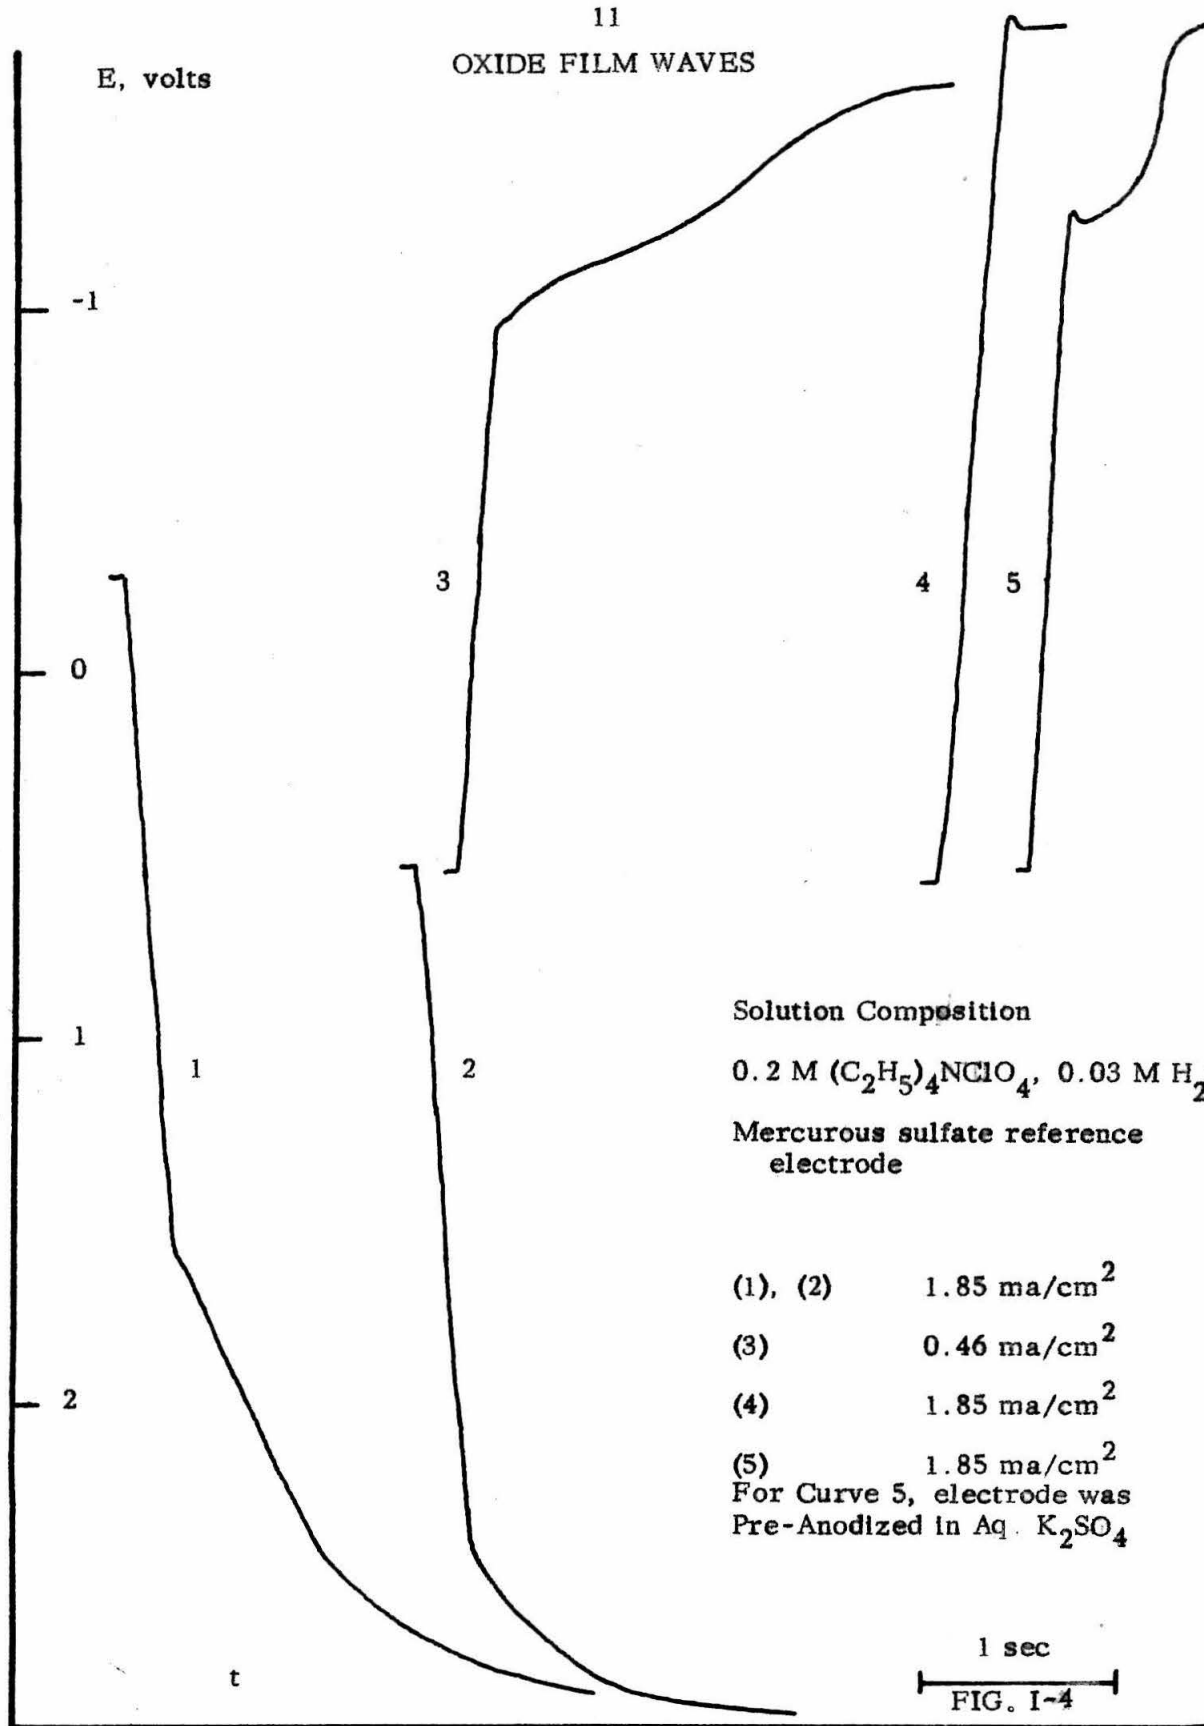 11
OXIDE FILM WAVES
E, volts
-1
0
1
2
3
4
5
1
2
Solution Composition
0.2 M (C₂H₅)₄NClO₄, 0.03 M H₂
Mercurous sulfate reference
electrode
(1), (2) 1.85 ma/cm²
(3) 0.46 ma/cm²
(4) 1.85 ma/cm²
(5) 1.85 ma/cm²
For Curve 5, electrode was
Pre-Anodized in Aq. K₂SO₄
1 sec
t
FIG. I-4